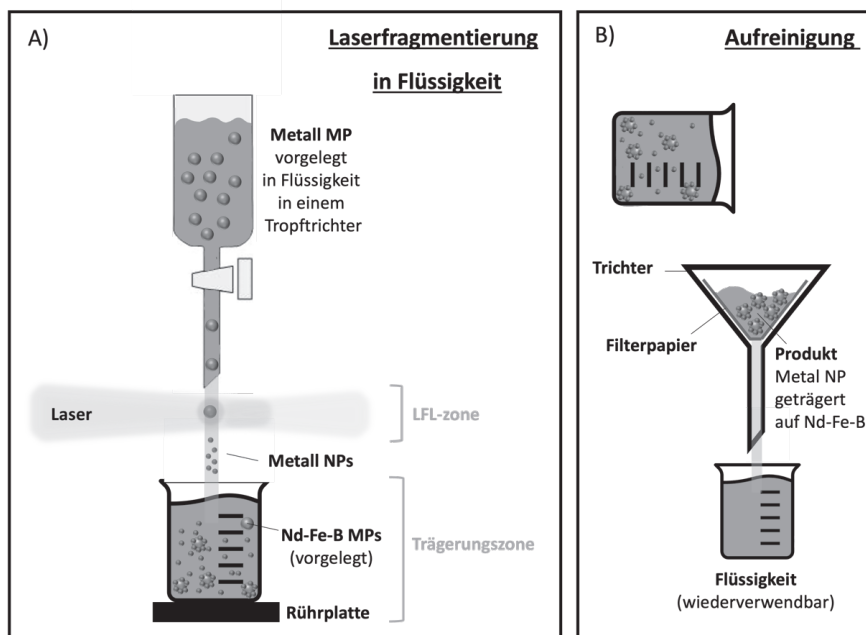 A)
Laserfragmentierung
in Flüssigkeit
Metall MP
vorgelegt
in Flüssigkeit
in einem
Tropftrichter
Laser
LFL-zone
Metall NPs
Nd-Fe-B MPs
(vorgelegt)
Trägerungszone
Rührplatte
B)
Aufreinigung
Trichter
Filterpapier
Produkt
Metal NP
geträgert
auf Nd-Fe-B
Flüssigkeit
(wiederverwendbar)